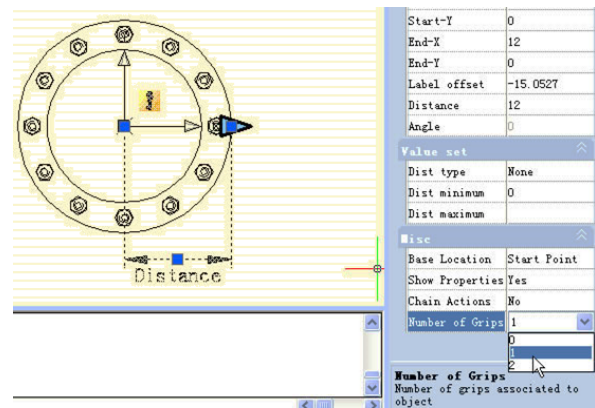 Start-Y 0
End-X 12
End-Y 0
Label offset -15.0527
Distance 12
Angle 0
Value set
Dist type None
Dist minimum 0
Dist maximum
Misc
Base Location Start Point
Show Properties Yes
Chain Actions No
Number of Grips 1
0
1
2
Number of Grips
Number of grips associated to
object
Distance